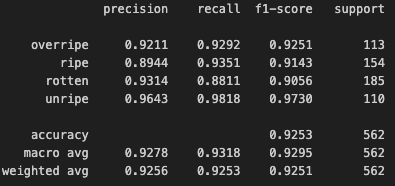 precision recall f1-score support
overripe 0.9211 0.9292 0.9251 113
ripe 0.8944 0.9351 0.9143 154
rotten 0.9314 0.8811 0.9056 185
unripe 0.9643 0.9818 0.9730 110
accuracy 0.9253 562
macro avg 0.9278 0.9318 0.9295 562
weighted avg 0.9256 0.9253 0.9251 562